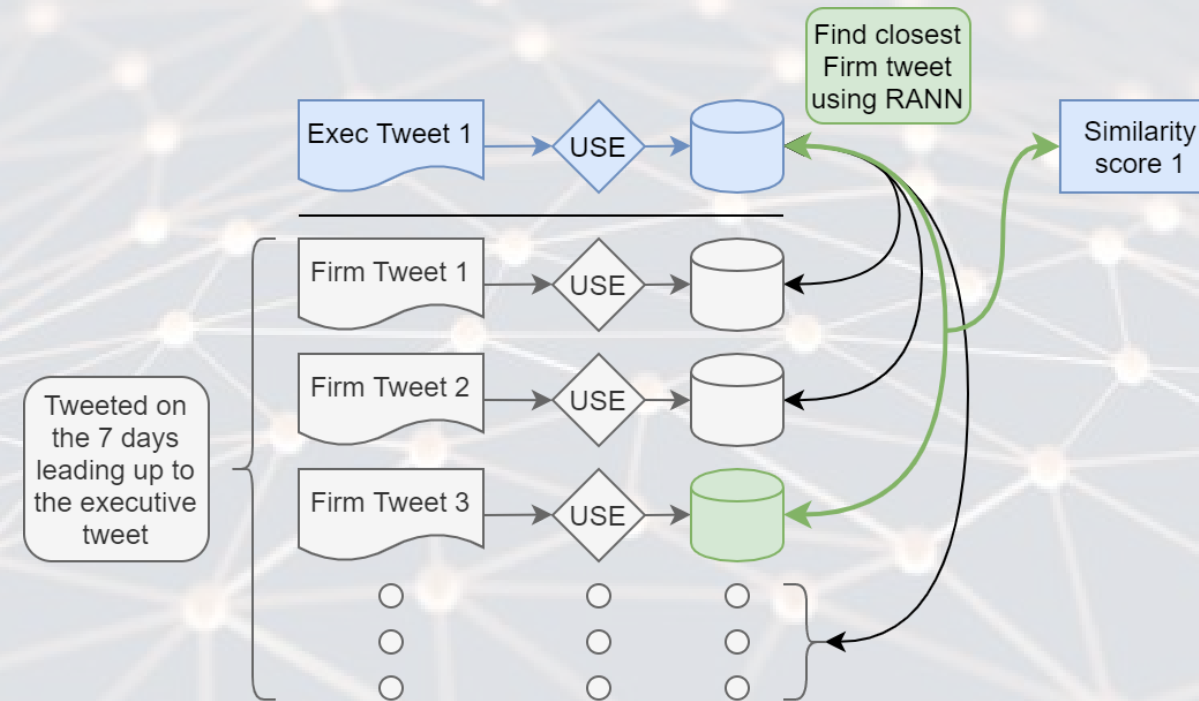 Find closest
Firm tweet
using RANN
Exec Tweet 1
USE
Similarity
score 1
Firm Tweet 1
USE
Firm Tweet 2
USE
Tweeted on
the 7 days
leading up to
the executive
tweet
Firm Tweet 3
USE